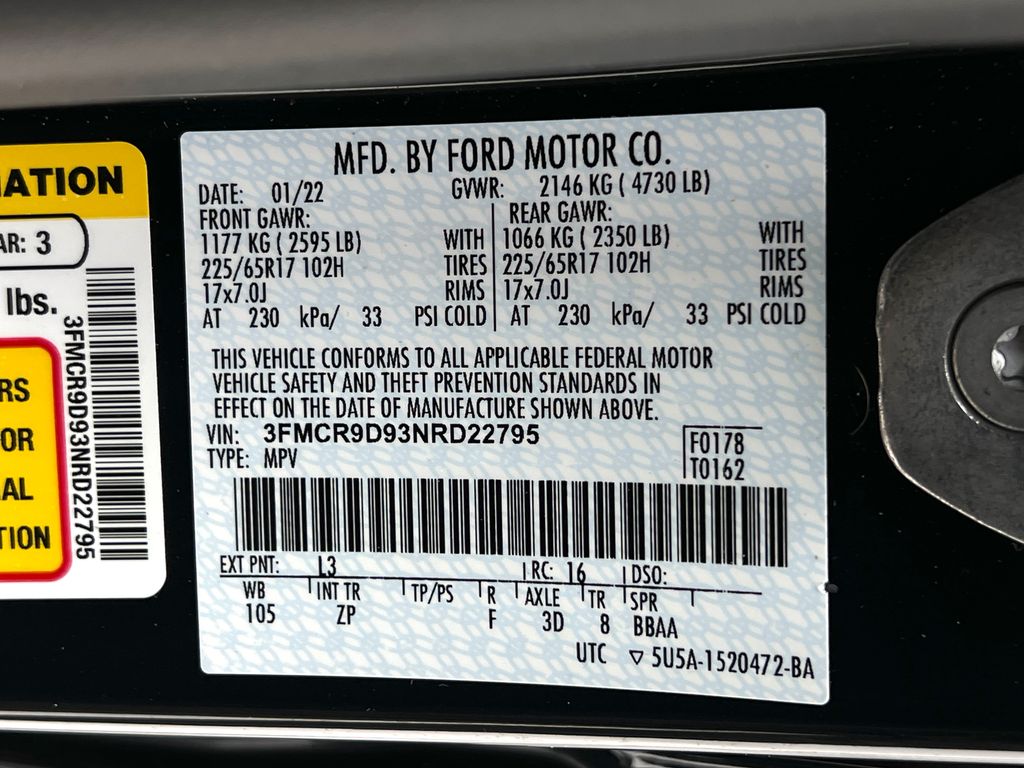 MATION
AR: 3
lbs.
3FMCR9D93NRD22795
RS
OR
AL
TION
MFD. BY FORD MOTOR CO.
DATE: 01/22 GVWR: 2146 KG ( 4730 LB)
FRONT GAWR: REAR GAWR:
1177 KG ( 2595 LB) WITH 1066 KG ( 2350 LB) WITH
225/65R17 102H TIRES 225/65R17 102H TIRES
17x7.0J RIMS 17x7.0J RIMS
AT 230 kPa/ 33 PSI COLD AT 230 kPa/ 33 PSI COLD
THIS VEHICLE CONFORMS TO ALL APPLICABLE FEDERAL MOTOR
VEHICLE SAFETY AND THEFT PREVENTION STANDARDS IN
EFFECT ON THE DATE OF MANUFACTURE SHOWN ABOVE.
VIN: 3FMCR9D93NRD22795 F0178
TYPE: MPV T0162
EXT PNT: L3 RC: 16 DSO:
WB INT TR TP/PS R AXLE TR SPR
105 ZP F 3D 8 BBAA
UTC ▽ 5U5A-1520472-BA